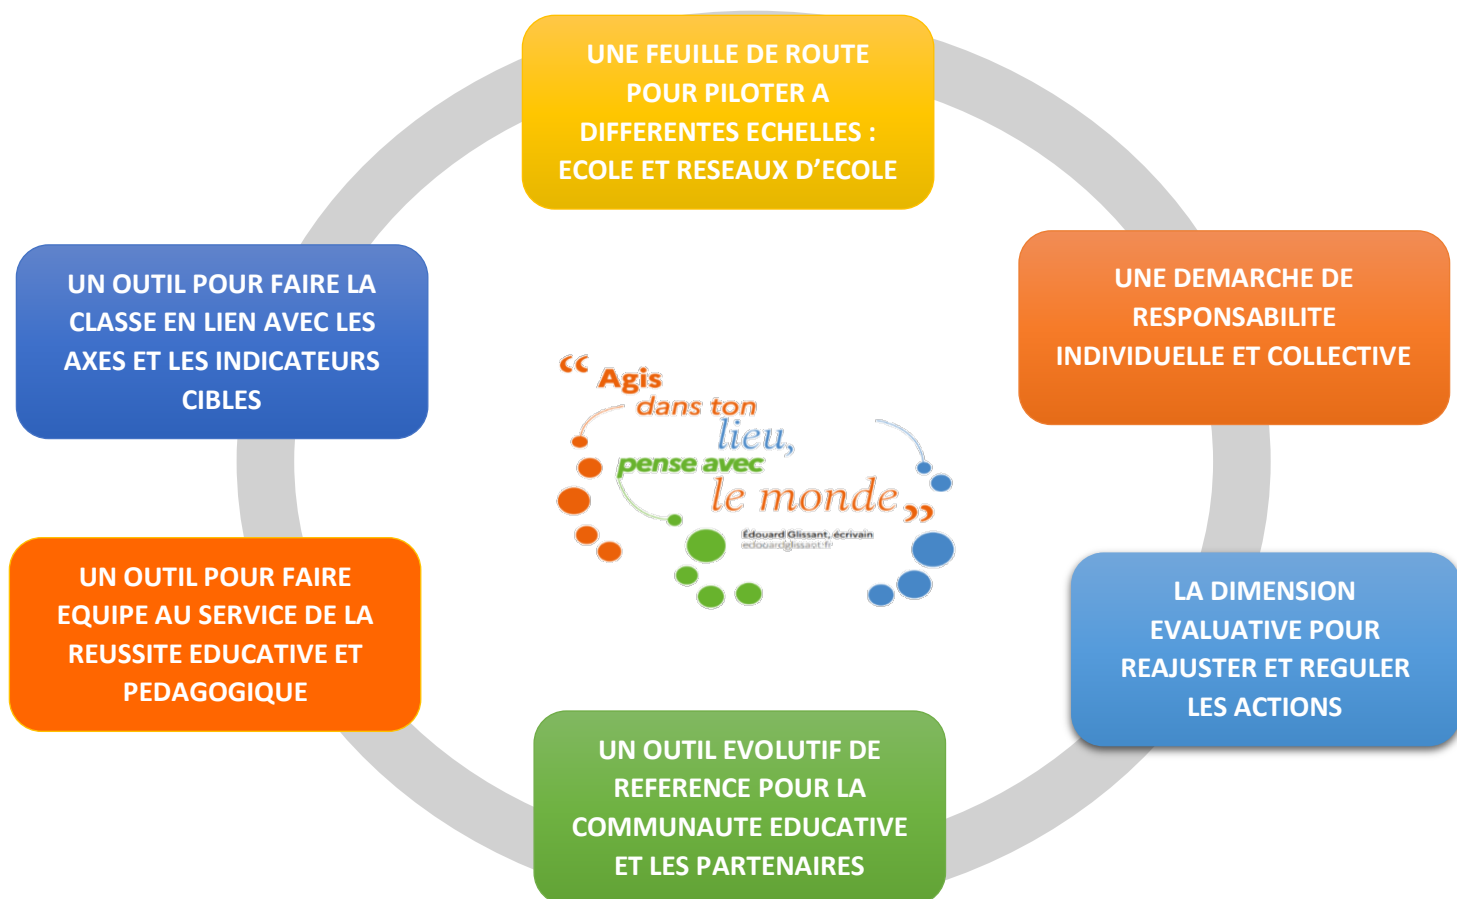 UNE FEUILLE DE ROUTE
POUR PILOTER A
DIFFERENTES ECHELLES :
ECOLE ET RESEAUX D’ECOLE
UNE DEMARCHE DE
RESPONSABILITE
INDIVIDUELLE ET COLLECTIVE
LA DIMENSION
EVALUATIVE POUR
REAJUSTER ET REGULER
LES ACTIONS
UN OUTIL EVOLUTIF DE
REFERENCE POUR LA
COMMUNAUTE EDUCATIVE
ET LES PARTENAIRES
UN OUTIL POUR FAIRE
EQUIPE AU SERVICE DE LA
REUSSITE EDUCATIVE ET
PEDAGOGIQUE
UN OUTIL POUR FAIRE LA
CLASSE EN LIEN AVEC LES
AXES ET LES INDICATEURS
CIBLES
“ Agis
dans ton
lieu,
pense avec
le monde ”
Édouard Glissant, écrivain
edouardglissant.fr